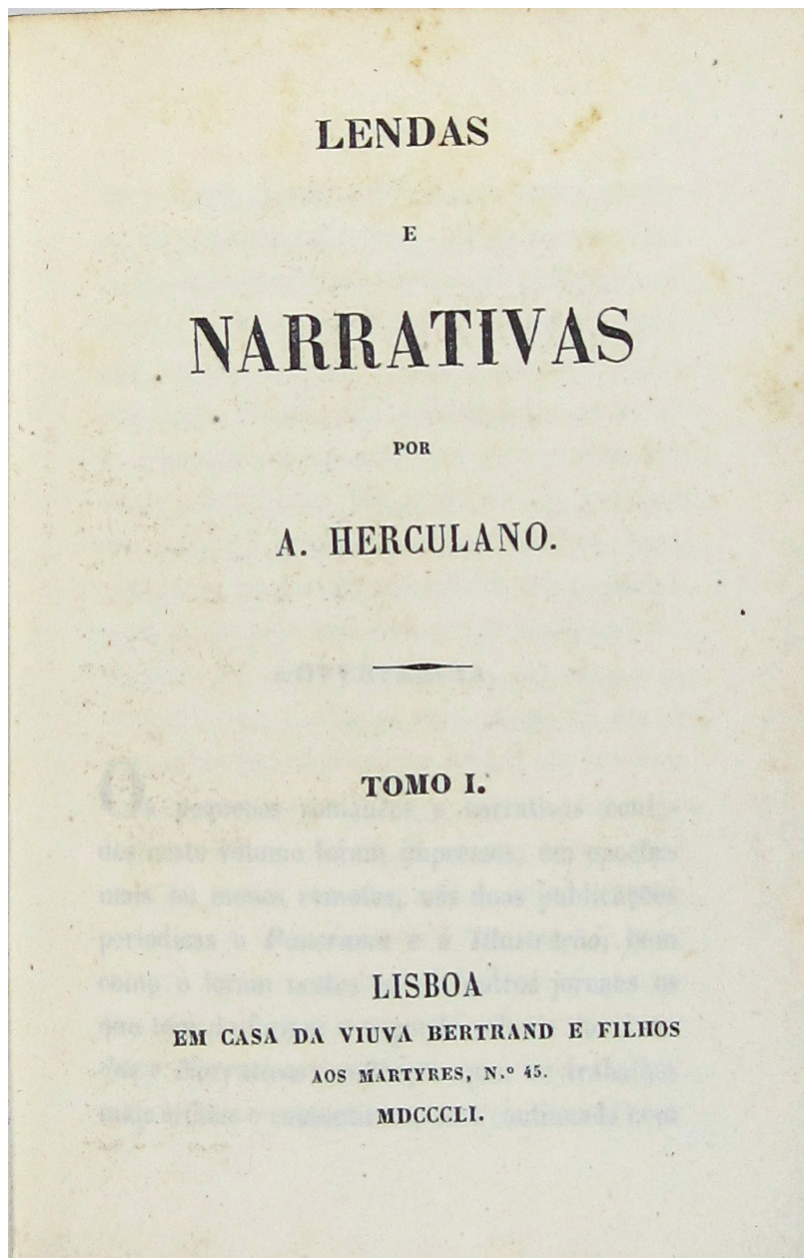 LENDAS
E
NARRATIVAS
POR
A. HERCULANO.
TOMO I.
LISBOA
EM CASA DA VIUVA BERTRAND E FILHOS
AOS MARTYRES, N.º 45.
MDCCCLI.